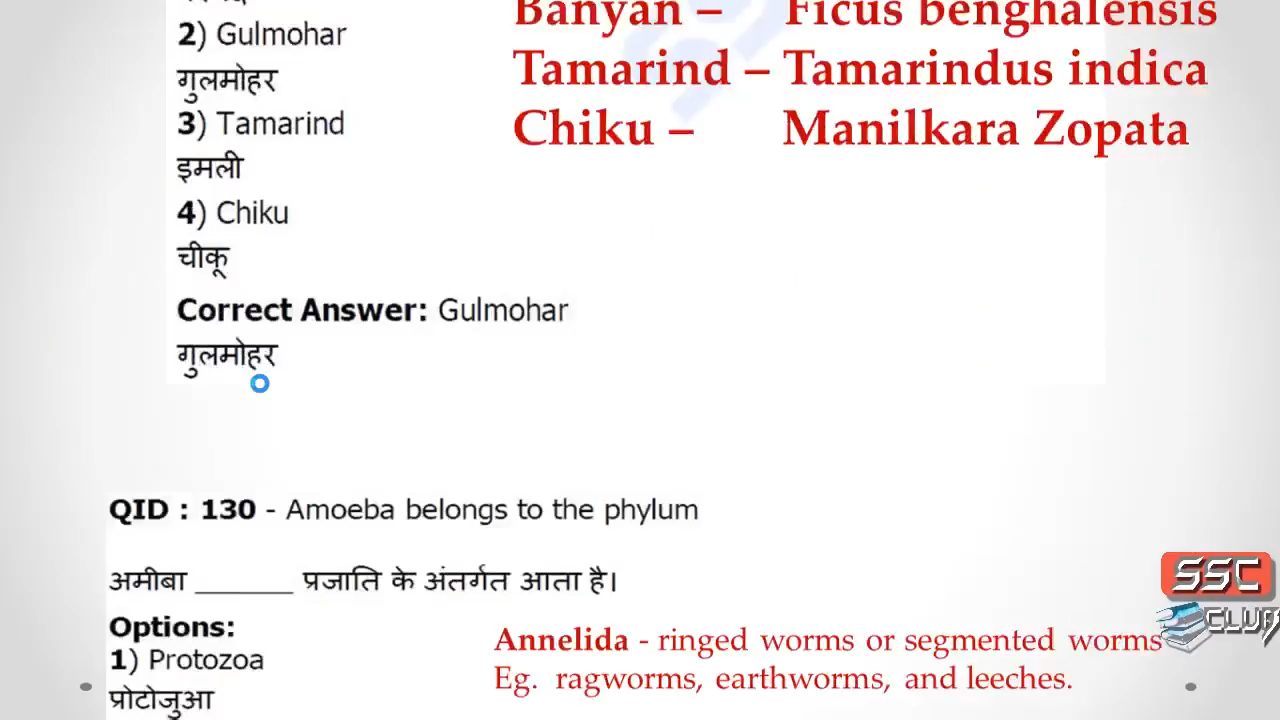 2) Gulmohar
गुलमोहर
3) Tamarind
इमली
4) Chiku
चीकू
Correct Answer: Gulmohar
गुलमोहर
Banyan – Ficus benghalensis
Tamarind – Tamarindus indica
Chiku – Manilkara Zopata
QID : 130 - Amoeba belongs to the phylum
अमीबा ______ प्रजाति के अंतर्गत आता है।
Options:
1) Protozoa
प्रोटोजुआ
Annelida - ringed worms or segmented worms
Eg. ragworms, earthworms, and leeches.
SSC
CLUB